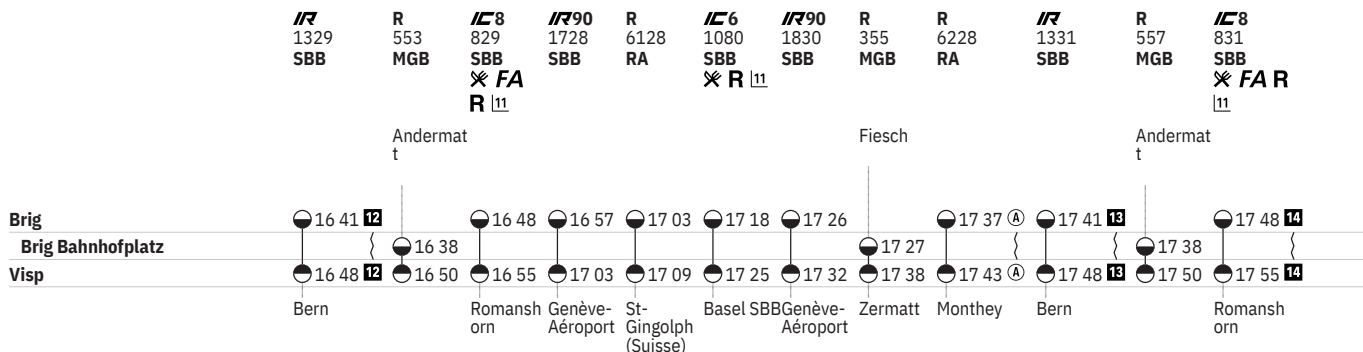 IR R IC8 IR90 R IC6 IR90 R R IR R IC8
1329 553 829 1728 6128 1080 1830 355 6228 1331 557 831
SBB MGB SBB SBB RA SBB SBB MGB RA SBB MGB SBB
FA R 11 FA R
R 11 11
Andermat Fiesch Andermat
t t
Brig 16 41 12 16 48 16 57 17 03 17 18 17 26 17 37 A 17 41 13 17 48 14
Brig Bahnhofplatz 16 38 17 27 17 38
Visp 16 48 12 16 50 16 55 17 03 17 09 17 25 17 32 17 38 17 43 A 17 48 13 17 50 17 55 14
Bern Romansh Genève- St- Basel SBB Genève- Zermatt Monthey Bern Romansh
orn Aéroport Gingolph Aéroport orn
(Suisse)